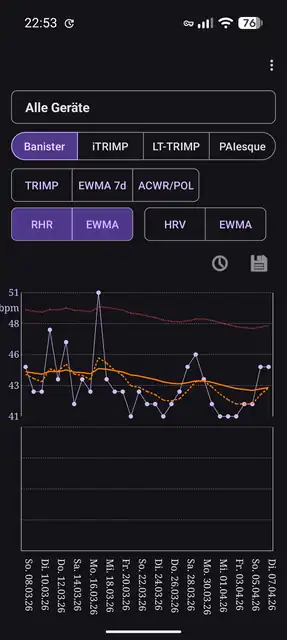 22:53 76
Alle Geräte
Banister iTRIMP LT-TRIMP PAIesque
TRIMP EWMA 7d ACWR/POL
RHR EWMA HRV EWMA
51
bpm
48
46
43
41
So. 08.03.26
Di. 10.03.26
Do. 12.03.26
Sa. 14.03.26
Mo. 16.03.26
Mi. 18.03.26
Fr. 20.03.26
So. 22.03.26
Di. 24.03.26
Do. 26.03.26
Sa. 28.03.26
Mo. 30.03.26
Mi. 01.04.26
Fr. 03.04.26
So. 05.04.26
Di. 07.04.26